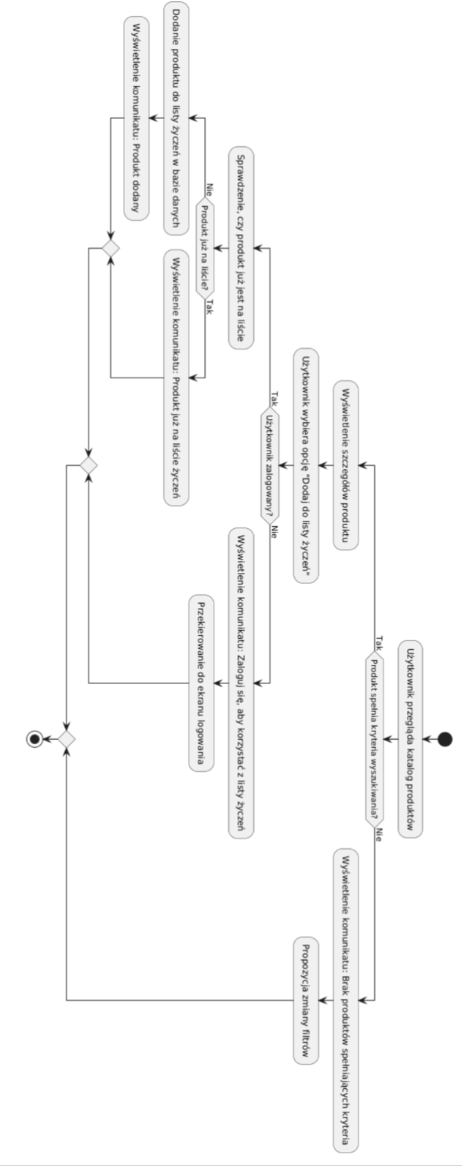 Użytkownik przegląda katalog produktów
Produkt spełnia kryteria wyszukiwania?
Tak
Nie
Wyświetlenie szczegółów produktu
Użytkownik wybiera opcję "Dodaj do listy życzeń"
Użytkownik zalogowany?
Tak
Nie
Sprawdzenie, czy produkt już jest na liście
Produkt już na liście?
Nie
Tak
Dodanie produktu do listy życzeń w bazie danych
Wyświetlenie komunikatu: Produkt dodany
Wyświetlenie komunikatu: Produkt już na liście życzeń
Wyświetlenie komunikatu: Zaloguj się, aby korzystać z listy życzeń
Przekierowanie do ekranu logowania
Wyświetlenie komunikatu: Brak produktów spełniających kryteria
Propozycja zmiany filtrów